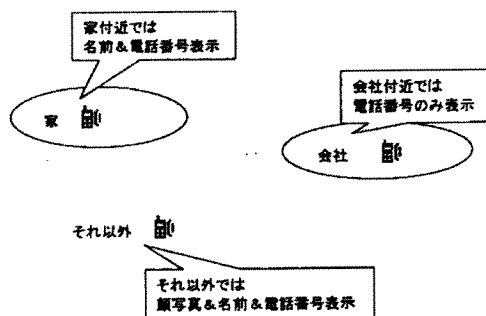 家付近では
名前&電話番号表示
家
会社付近では
電話番号のみ表示
会社
それ以外
それ以外では
顔写真&名前&電話番号表示